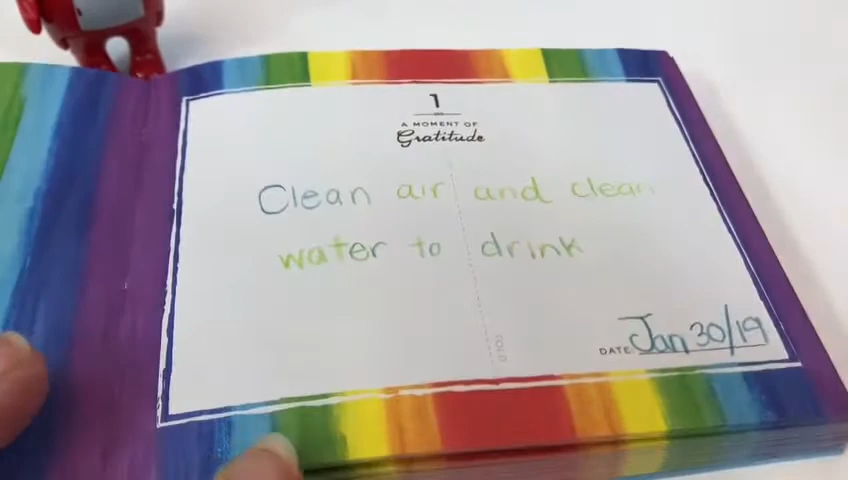 1
A MOMENT OF
Gratitude
Clean air and clean
water to drink
DATE Jan 30/19